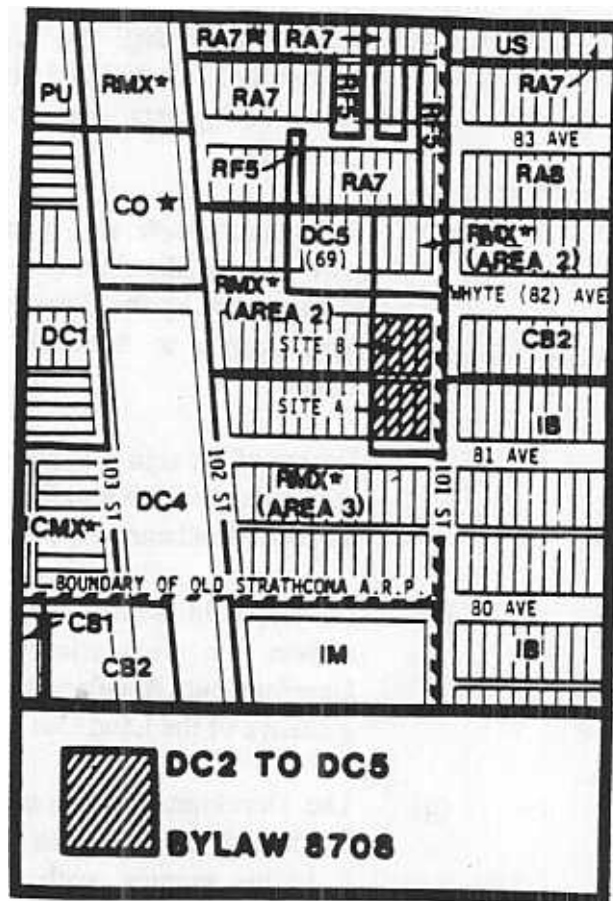 RA7* RA7 US
PU RMX* RA7 RF5 RF5 RA7
83 AVE
RF5 RA7 RA8
CO *
DC5 RMX*
(69) (AREA 2)
RMX* WHYTE (82) AVE
(AREA 2)
DC1 SITE B CB2
SITE A IB
81 AVE
103 ST DC4 102 ST RMX* 101 ST
(AREA 3)
CMX*
BOUNDARY OF OLD STRATHCONA A.R.P.
80 AVE
CB1
CB2 IM IB
DC2 TO DC5
BYLAW 8708